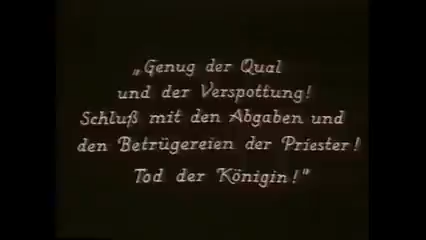 „Genug der Qual
und der Verspottung!
Schluß mit den Abgaben und
den Betrügereien der Priester!
Tod der Königin!"